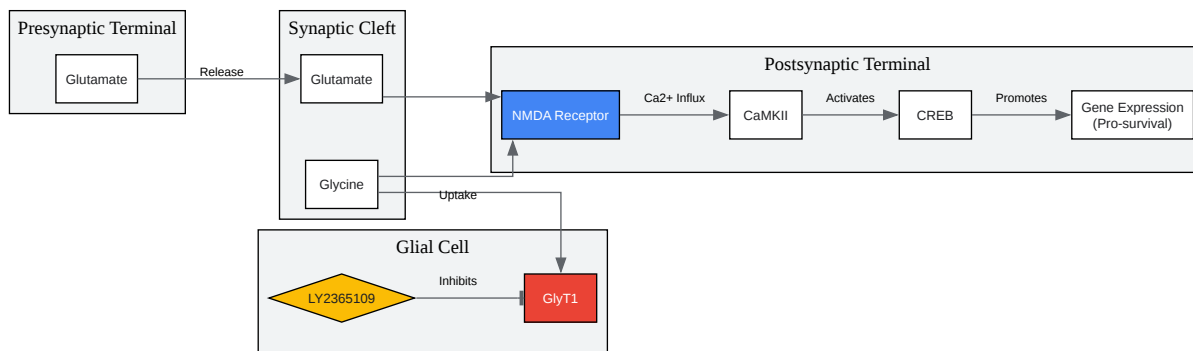 Presynaptic Terminal
Glutamate
Release
Synaptic Cleft
Glutamate
Glycine
Uptake
Postsynaptic Terminal
NMDA Receptor
Ca2+ Influx
CaMKII
Activates
CREB
Promotes
Gene Expression
(Pro-survival)
Glial Cell
LY2365109
Inhibits
GlyT1